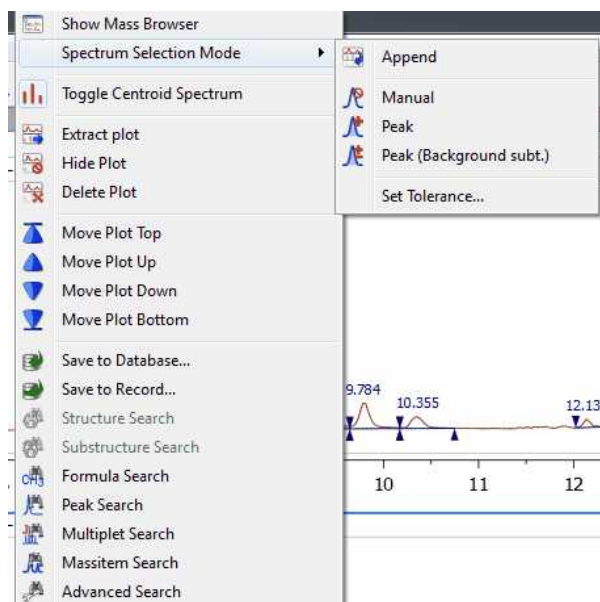 Show Mass Browser
Spectrum Selection Mode
Toggle Centroid Spectrum
Extract plot
Hide Plot
Delete Plot
Move Plot Top
Move Plot Up
Move Plot Down
Move Plot Bottom
Save to Database...
Save to Record...
Structure Search
Substructure Search
CH3 Formula Search
Peak Search
Multiplet Search
Massitem Search
Advanced Search
Append
Manual
Peak
Peak (Background subt.)
Set Tolerance...
9.784
10.355
12.13
10 11 12